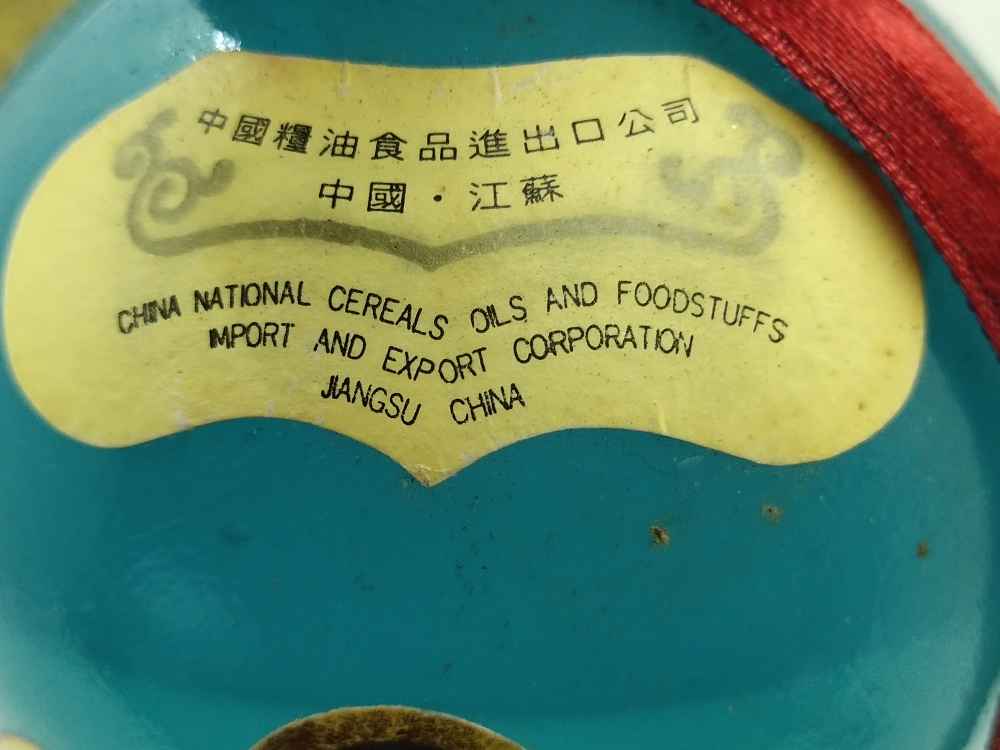 中國糧油食品進出口公司
中國·江蘇
CHINA NATIONAL CEREALS OILS AND FOODSTUFFS
IMPORT AND EXPORT CORPORATION
JIANGSU CHINA